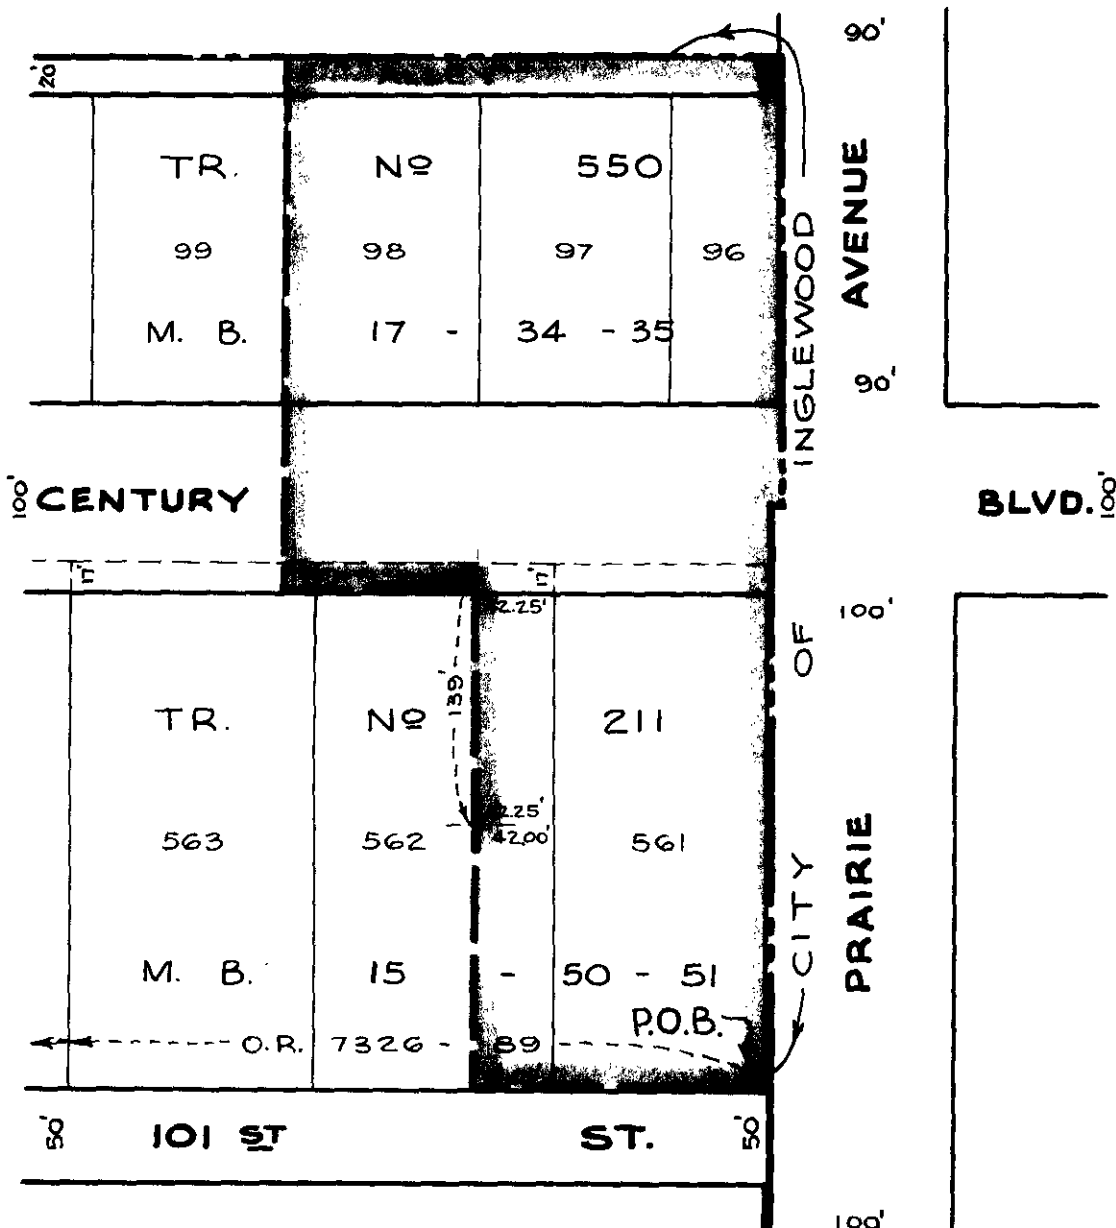 90'
20'
TR. Nº 550
99 98 97 96
M. B. 17 - 34 - 35
AVENUE
INGLEWOOD
90'
100' CENTURY BLVD. 100'
17' 17'
2.25'
100'
OF
139'
TR. Nº 211
2.25'
42.00'
563 562 561
PRAIRIE
CITY
M. B. 15 - 50 - 51
P.O.B.
O.R. 7326 - 89
50' 101 ST ST. 50'
100'